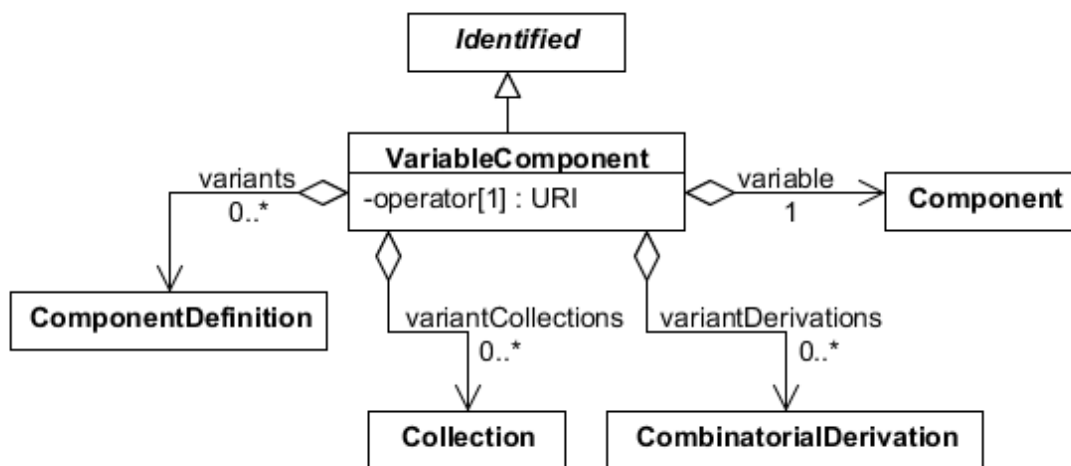 Identified
VariableComponent
-operator[1] : URI
variants
0..*
variable
1
Component
ComponentDefinition
variantCollections
0..*
variantDerivations
0..*
Collection
CombinatorialDerivation